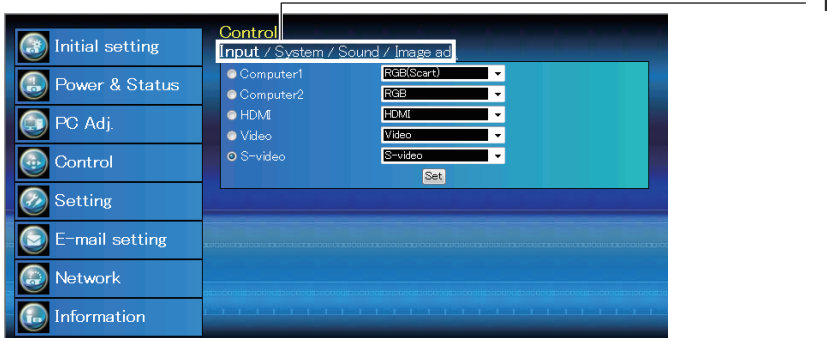 Initial setting
Power & Status
PC Adj.
Control
Setting
E-mail setting
Network
Information
Control
Input / System / Sound / Image ad
Computer1 RGB(Scart)
Computer2 RGB
HDMI HDMI
Video Video
S-video S-video
Set